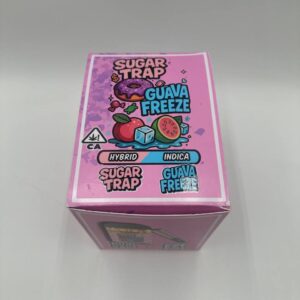 SUGAR
TRAP
GUAVA
FREEZE
CA
HYBRID INDICA
SUGAR
TRAP
GUAVA
FREEZE